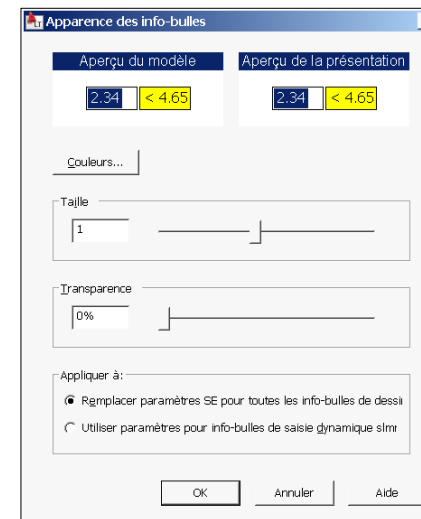 LT Apparence des info-bulles
Aperçu du modèle Aperçu de la présentation
2.34 < 4.65 2.34 < 4.65
Couleurs...
Taille
1
Transparence
0%
Appliquer à:
Remplacer paramètres SE pour toutes les info-bulles de dessi
Utiliser paramètres pour info-bulles de saisie dynamique slmr
OK Annuler Aide